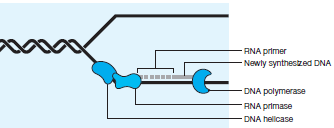 RNA primer
Newly synthesized DNA
DNA polymerase
RNA primase
DNA helicase